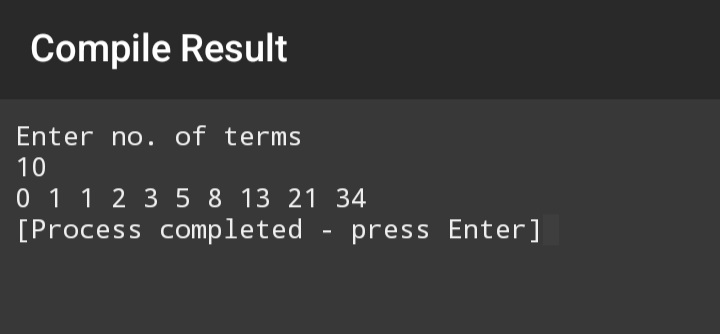 Compile Result
Enter no. of terms
10
0 1 1 2 3 5 8 13 21 34
[Process completed - press Enter]